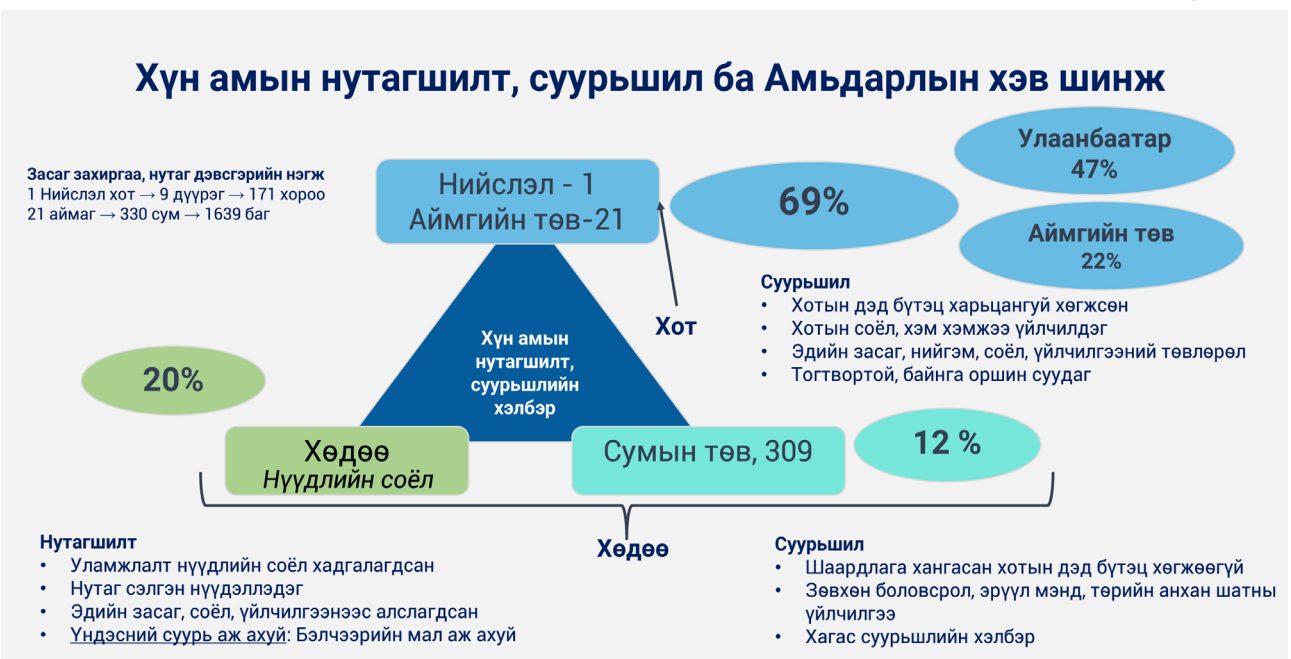 Хүн амын нутагшилт, суурьшил ба Амьдарлын хэв шинж
Засаг захиргаа, нутаг дэвсгэрийн нэгж
1 Нийслэл хот → 9 дүүрэг → 171 хороо
21 аймаг → 330 сум → 1639 баг
Нийслэл - 1
Аймгийн төв-21
69%
Улаанбаатар
47%
Аймгийн төв
22%
Хот
Суурьшил
• Хотын дэд бүтэц харьцангуй хөгжсөн
• Хотын соёл, хэм хэмжээ үйлчилдэг
• Эдийн засаг, нийгэм, соёл, үйлчилгээний төвлөрөл
• Тогтвортой, байнга оршин суудаг
Хүн амын
нутагшилт,
суурьшлийн
хэлбэр
20%
Хөдөө
Нүүдлийн соёл
Сумын төв, 309
12 %
Хөдөө
Нутагшилт
• Уламжлалт нүүдлийн соёл хадгалагдсан
• Нутаг сэлгэн нүүдэллэдэг
• Эдийн засаг, соёл, үйлчилгээнээс алслагдсан
• Үндэсний суурь аж ахуй: Бэлчээрийн мал аж ахуй
Суурьшил
• Шаардлага хангасан хотын дэд бүтэц хөгжөөгүй
• Зөвхөн боловсрол, эрүүл мэнд, төрийн анхан шатны
үйлчилгээ
• Хагас суурьшлийн хэлбэр